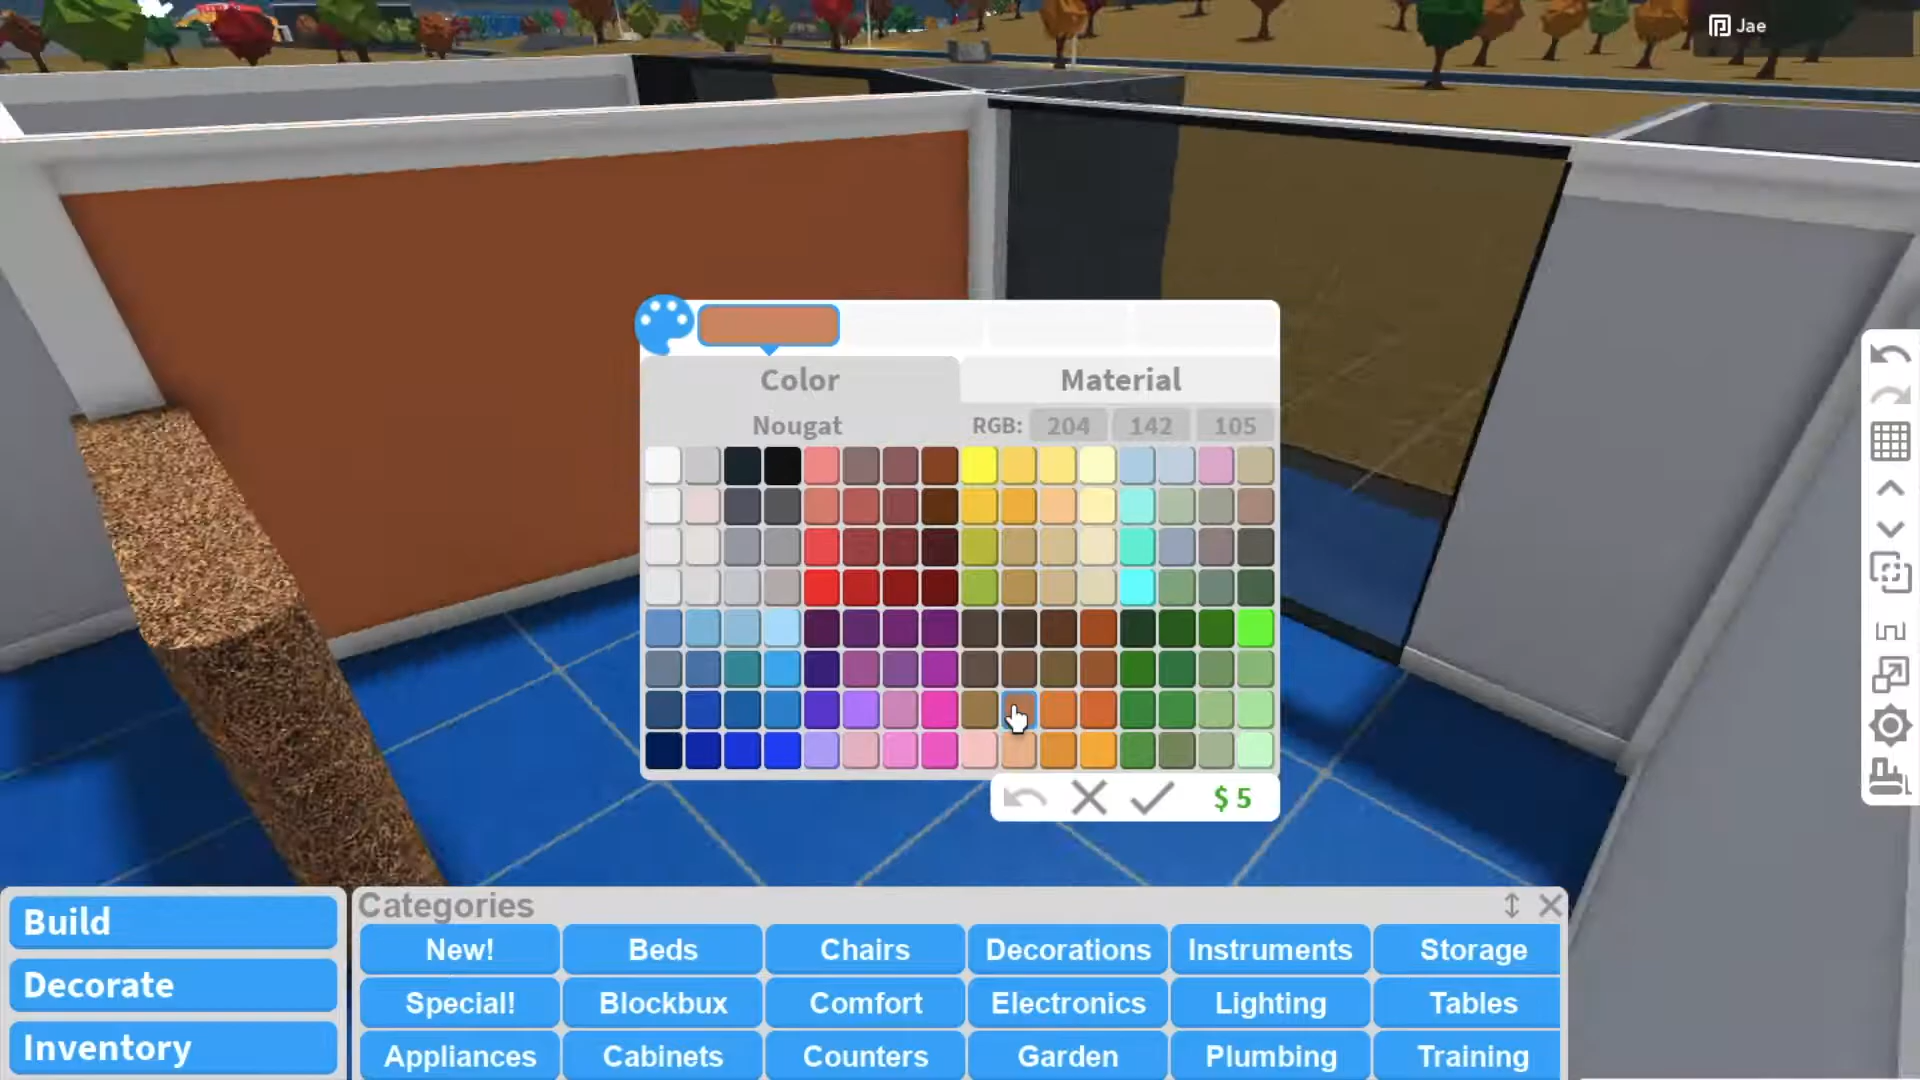 Jae
Color
Material
Nougat
RGB: 204 142 105
$ 5
Build
Decorate
Inventory
Categories
New! Beds Chairs Decorations Instruments Storage
Special! Blockbux Comfort Electronics Lighting Tables
Appliances Cabinets Counters Garden Plumbing Training